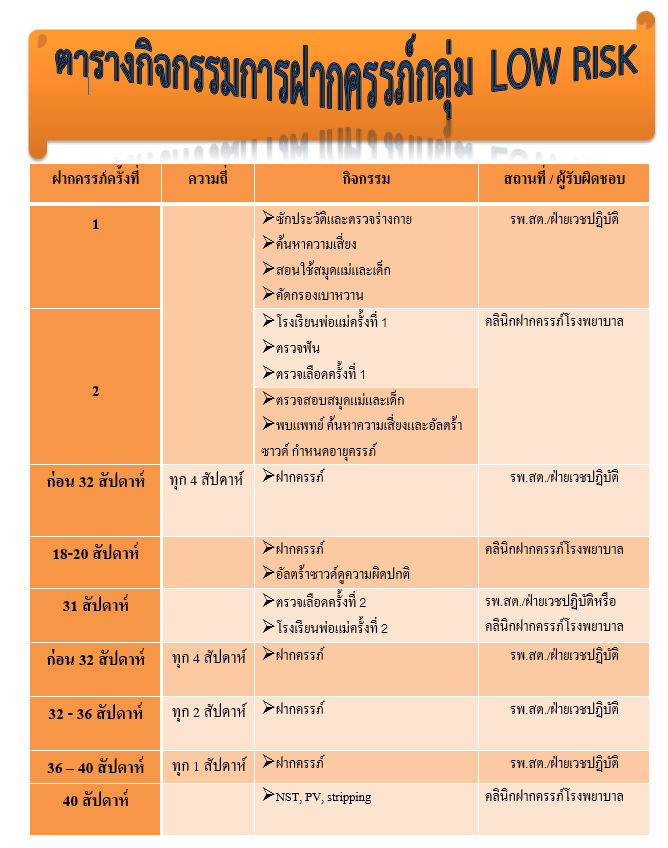 ตารางกิจกรรมการฝากครรภ์กลุ่ม LOW RISK
ฝากครรภ์ครั้งที่ ความถี่ กิจกรรม สถานที่ / ผู้รับผิดชอบ
1 ➢ซักประวัติและตรวจร่างกาย รพ.สต./ฝ่ายเวชปฏิบัติ
➢ค้นหาความเสี่ยง
➢สอนใช้สมุดแม่และเด็ก
➢คัดกรองเบาหวาน
2 ➢โรงเรียนพ่อแม่ครั้งที่ 1 คลินิกฝากครรภ์โรงพยาบาล
➢ตรวจฟัน
➢ตรวจเลือดครั้งที่ 1
➢ตรวจสอบสมุดแม่และเด็ก
➢พบแพทย์ ค้นหาความเสี่ยงและอัลตร้า
ซาวด์ กำหนดอายุครรภ์
ก่อน 32 สัปดาห์ ทุก 4 สัปดาห์ ➢ฝากครรภ์ รพ.สต./ฝ่ายเวชปฏิบัติ
18-20 สัปดาห์ ➢ฝากครรภ์ คลินิกฝากครรภ์โรงพยาบาล
➢อัลตร้าซาวด์ดูความผิดปกติ
31 สัปดาห์ ➢ตรวจเลือดครั้งที่ 2 รพ.สต./ฝ่ายเวชปฏิบัติหรือ
➢โรงเรียนพ่อแม่ครั้งที่ 2 คลินิกฝากครรภ์โรงพยาบาล
ก่อน 32 สัปดาห์ ทุก 4 สัปดาห์ ➢ฝากครรภ์ รพ.สต./ฝ่ายเวชปฏิบัติ
32 - 36 สัปดาห์ ทุก 2 สัปดาห์ ➢ฝากครรภ์ รพ.สต./ฝ่ายเวชปฏิบัติ
36 – 40 สัปดาห์ ทุก 1 สัปดาห์ ➢ฝากครรภ์ รพ.สต./ฝ่ายเวชปฏิบัติ
40 สัปดาห์ ➢NST, PV, stripping คลินิกฝากครรภ์โรงพยาบาล